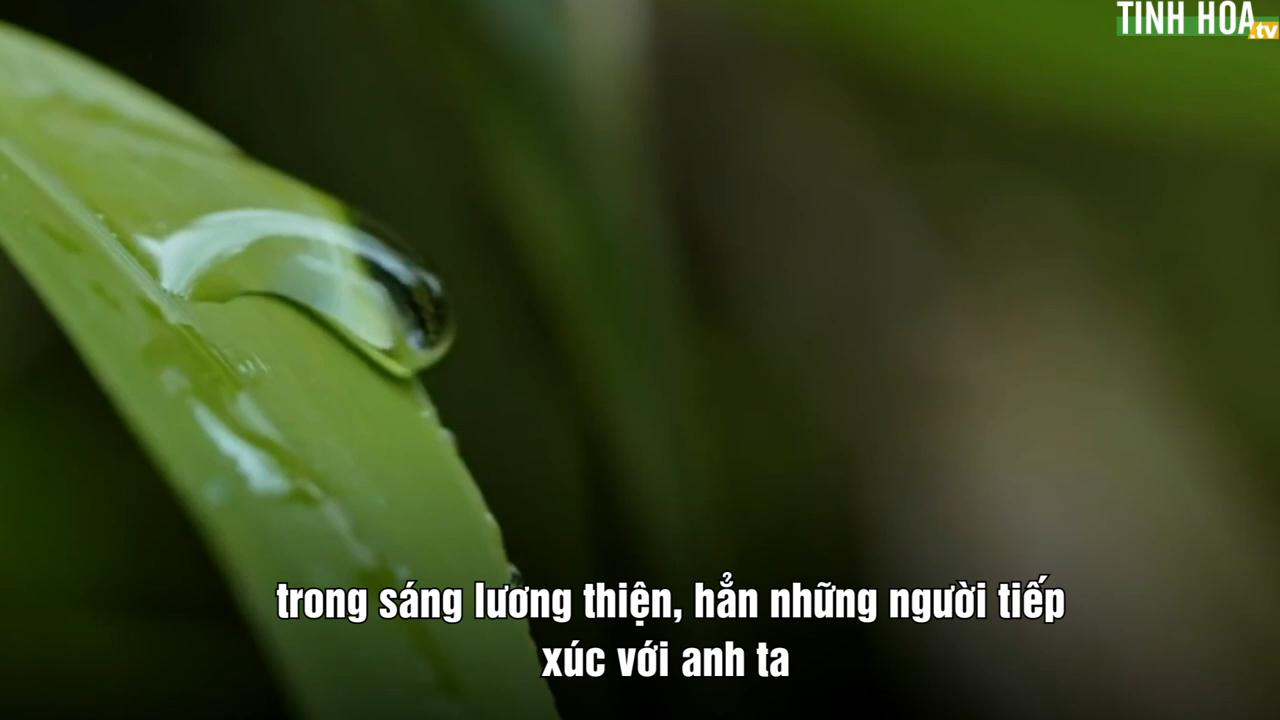 TINH HOA
.tv
trong sáng lương thiện, hẳn những người tiếp
xúc với anh ta